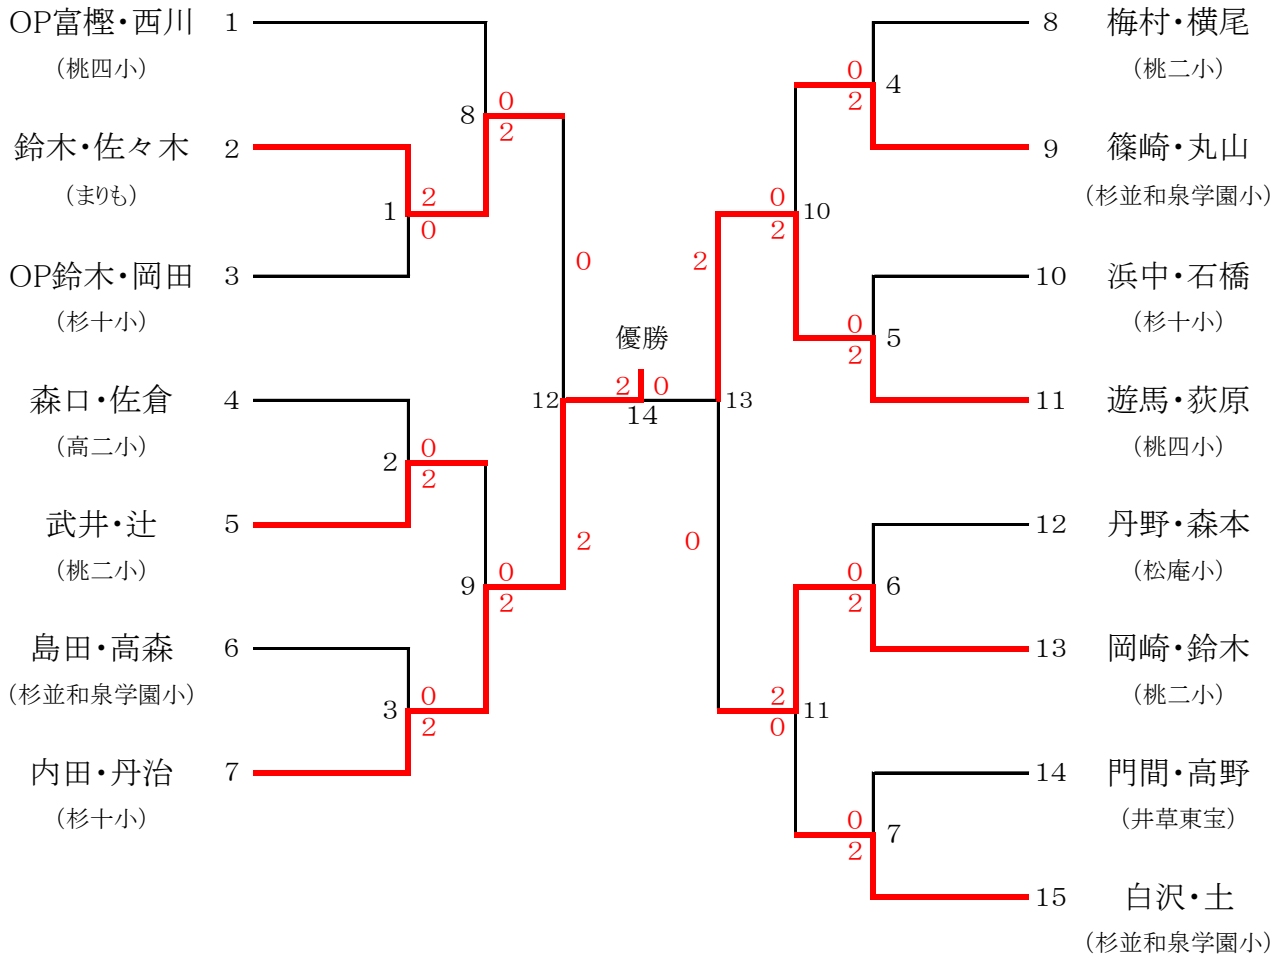 OP富樫・西川 1
（桃四小）
鈴木・佐々木 2
（まりも）
OP鈴木・岡田 3
（杉十小）
森口・佐倉 4
（高二小）
武井・辻 5
（桃二小）
島田・高森 6
（杉並和泉学園小）
内田・丹治 7
（杉十小）
8
0
2
1
2
0
2
0
2
9
0
2
3
0
2
0
12
2
優勝
2 0
14
2
13
0
0
4
2
0
10
2
0
5
2
0
6
2
2
11
0
0
7
2
8 梅村・横尾
（桃二小）
9 篠崎・丸山
（杉並和泉学園小）
10 浜中・石橋
（杉十小）
11 遊馬・荻原
（桃四小）
12 丹野・森本
（松庵小）
13 岡崎・鈴木
（桃二小）
14 門間・高野
（井草東宝）
15 白沢・土
（杉並和泉学園小）